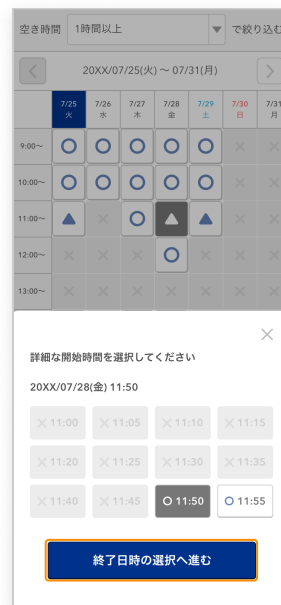 空き時間 1時間以上 で絞り込む
20XX/07/25(火) ～ 07/31(月)
7/25 7/26 7/27 7/28 7/29 7/30 7/31
火 水 木 金 土 日 月
9:00～
10:00～
11:00～
12:00～
13:00～
詳細な開始時間を選択してください
20XX/07/28(金) 11:50
11:00 11:05 11:10 11:15
11:20 11:25 11:30 11:35
11:40 11:45 11:50 11:55
終了日時の選択へ進む